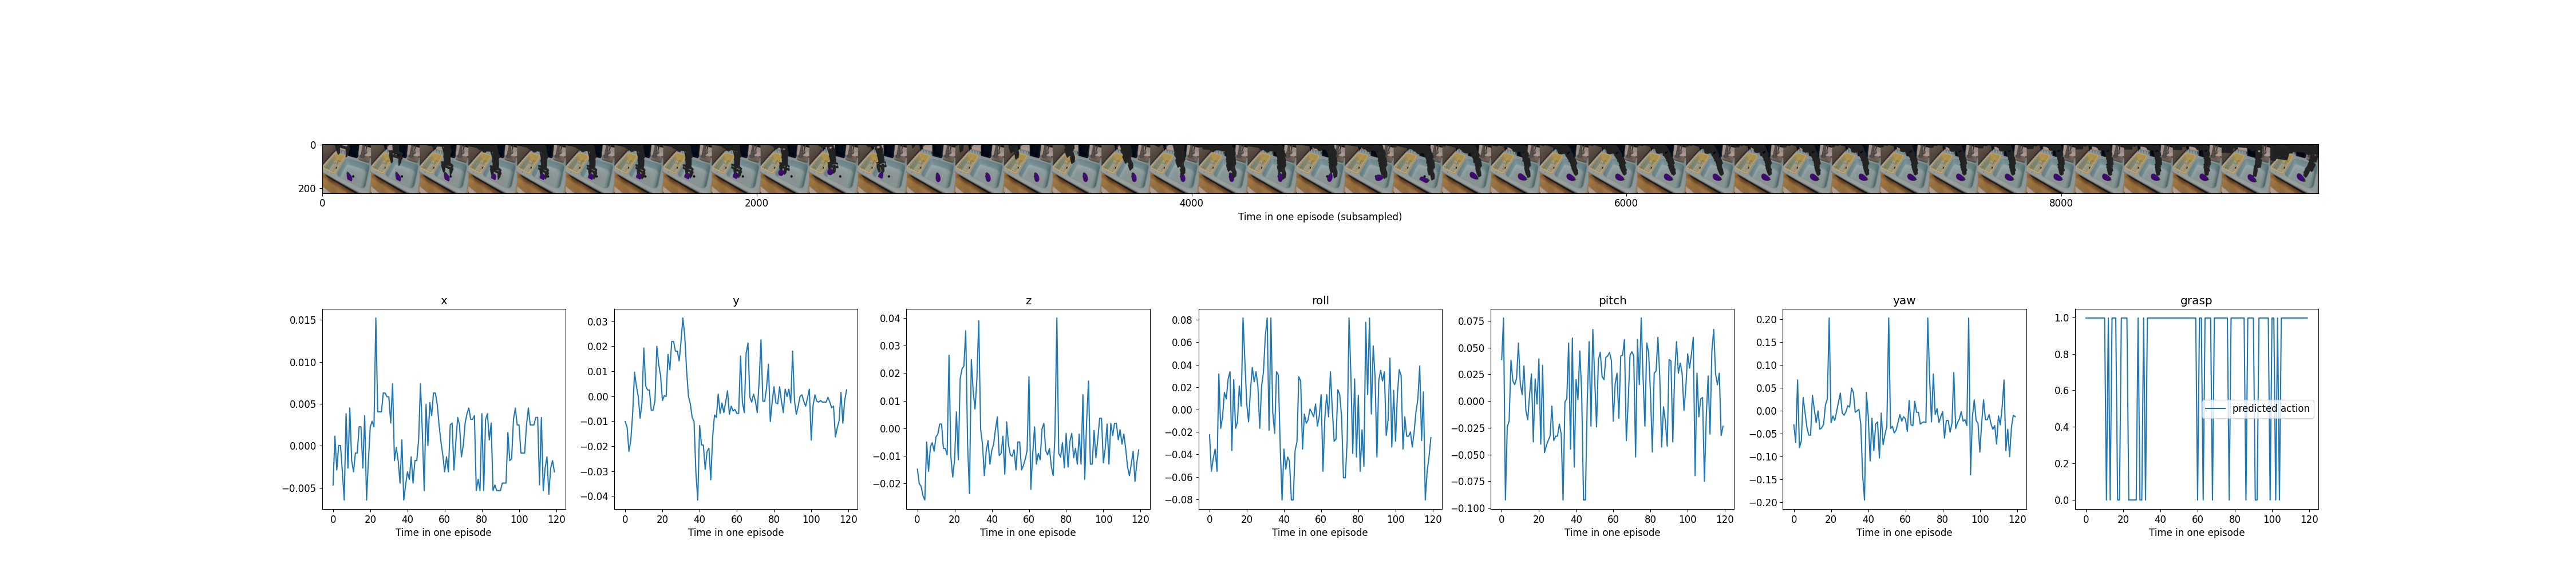 0
200
0 2000 4000 6000 8000
Time in one episode (subsampled)
x
0.015
0.010
0.005
0.000
−0.005
0 20 40 60 80 100 120
Time in one episode
y
0.03
0.02
0.01
0.00
−0.01
−0.02
−0.03
−0.04
0 20 40 60 80 100 120
Time in one episode
z
0.04
0.03
0.02
0.01
0.00
−0.01
−0.02
0 20 40 60 80 100 120
Time in one episode
roll
0.08
0.06
0.04
0.02
0.00
−0.02
−0.04
−0.06
−0.08
0 20 40 60 80 100 120
Time in one episode
pitch
0.075
0.050
0.025
0.000
−0.025
−0.050
−0.075
−0.100
0 20 40 60 80 100 120
Time in one episode
yaw
0.20
0.15
0.10
0.05
0.00
−0.05
−0.10
−0.15
−0.20
0 20 40 60 80 100 120
Time in one episode
grasp
1.0
0.8
0.6
0.4
0.2
0.0
predicted action
0 20 40 60 80 100 120
Time in one episode